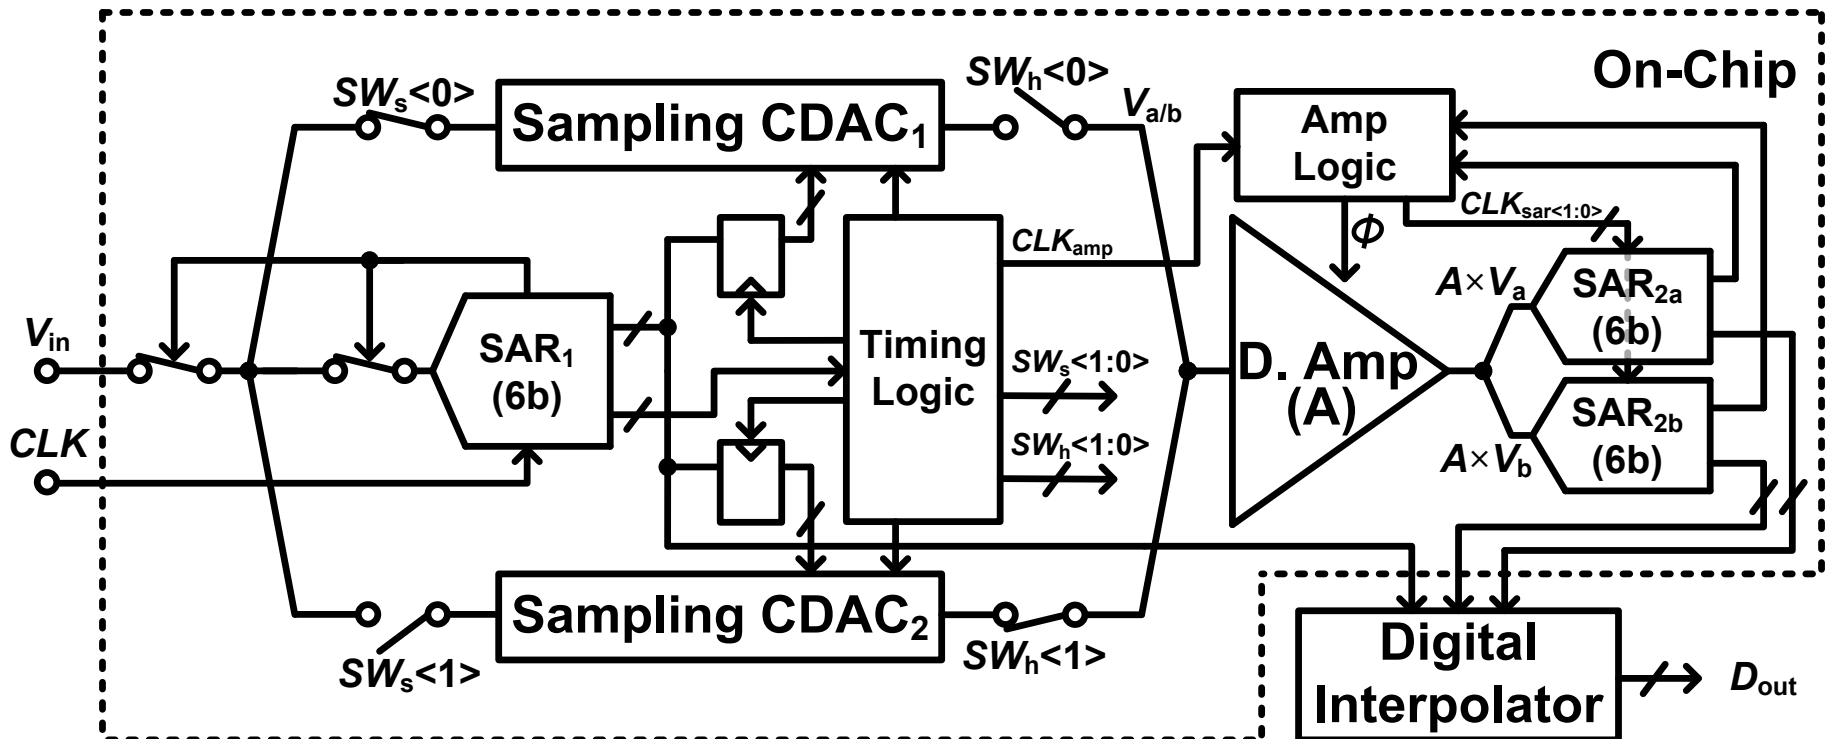 On-Chip
SWs<0>
Sampling CDAC1
SWh<0>
Va/b
Amp
Logic
CLKsar<1:0>
Φ
CLKamp
Vin
SAR1
(6b)
Timing
Logic
SWs<1:0>
SWh<1:0>
D. Amp
(A)
A×Va
SAR2a
(6b)
A×Vb
SAR2b
(6b)
CLK
SWs<1>
Sampling CDAC2
SWh<1>
Digital
Interpolator
Dout